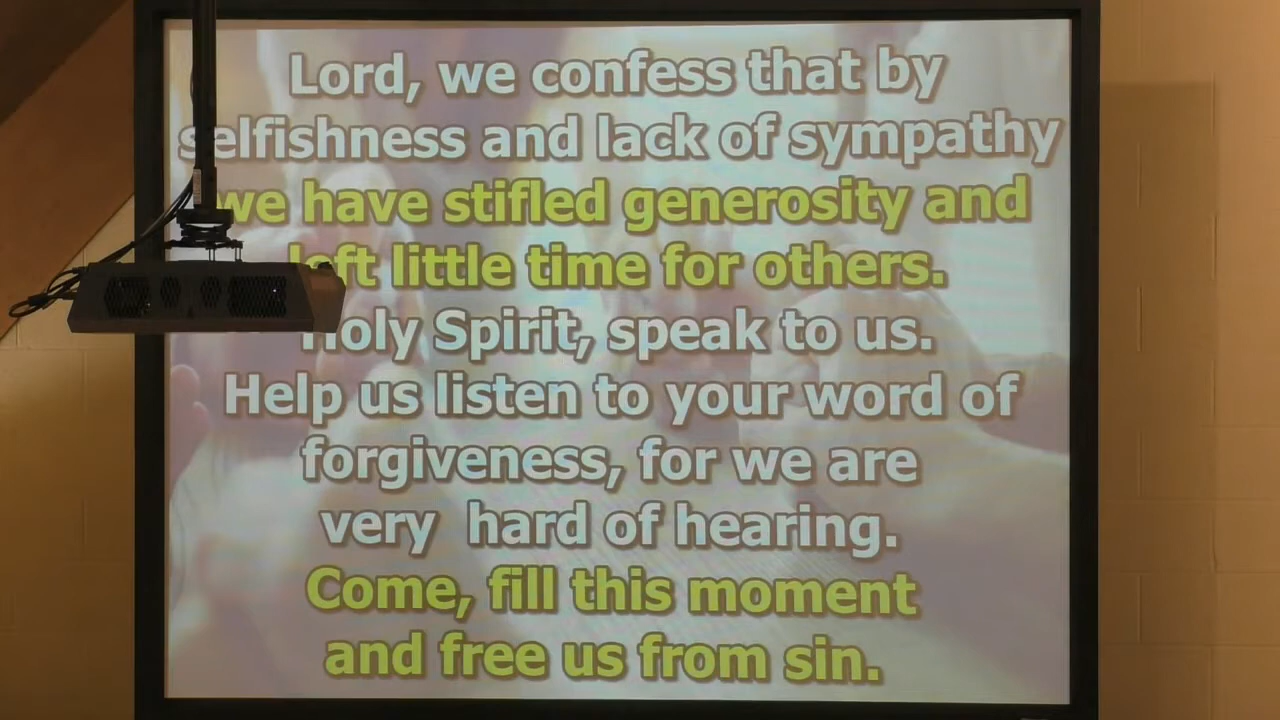 Lord, we confess that by
selfishness and lack of sympathy
we have stifled generosity and
left little time for others.
Holy Spirit, speak to us.
Help us listen to your word of
forgiveness, for we are
very hard of hearing.
Come, fill this moment
and free us from sin.